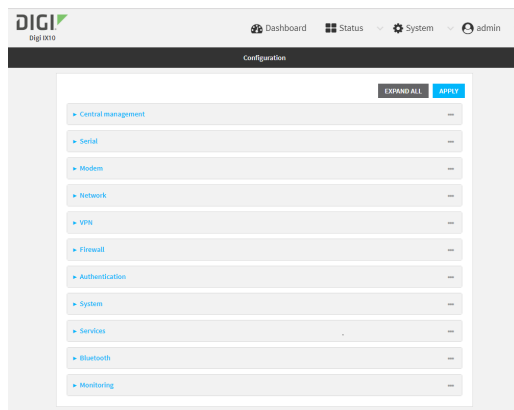 DIGI
Digi IX10
Dashboard
Status
System
admin
Configuration
EXPAND ALL
APPLY
Central management
Serial
Modem
Network
VPN
Firewall
Authentication
System
Services
Bluetooth
Monitoring